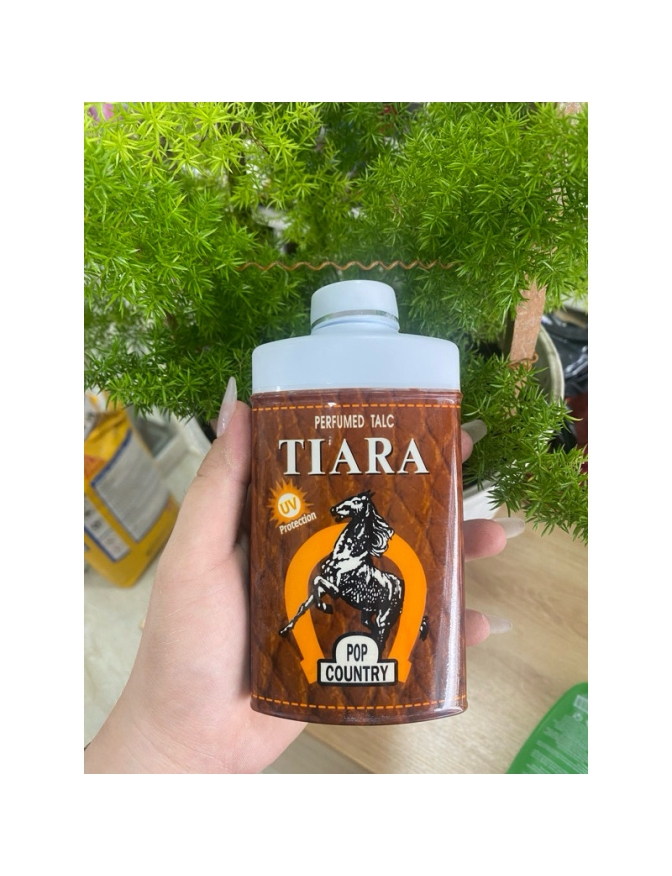 PERFUMED TALC
TIARA
UV
Protection
POP
COUNTRY